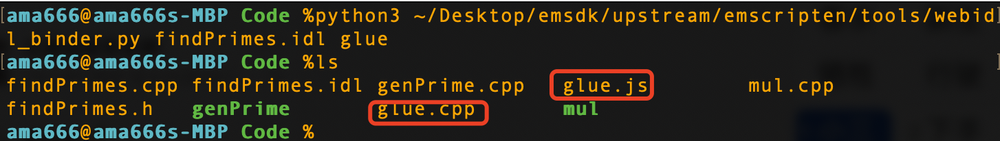 [ama666@ama666s-MBP Code %python3 ~/Desktop/emsdk/upstream/emscripten/tools/webid]
l_binder.py findPrimes.idl glue
[ama666@ama666s-MBP Code %ls ]
findPrimes.cpp findPrimes.idl genPrime.cpp glue.js mul.cpp
findPrimes.h genPrime glue.cpp mul
ama666@ama666s-MBP Code %